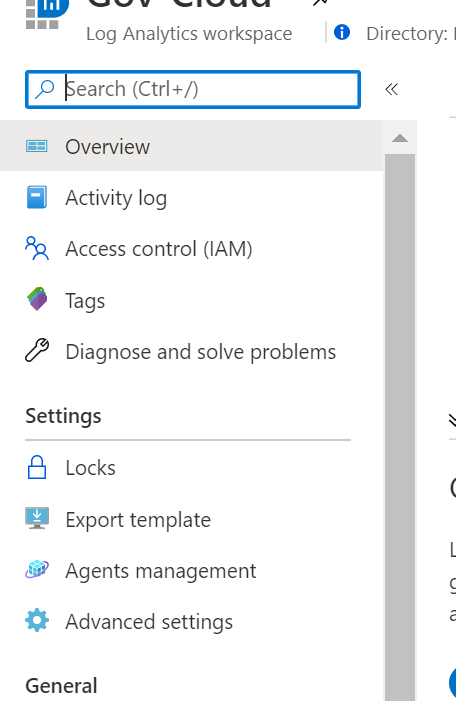 Gov-Cloud
Log Analytics workspace
Directory:
Search (Ctrl+/)
Overview
Activity log
Access control (IAM)
Tags
Diagnose and solve problems
Settings
Locks
Export template
Agents management
Advanced settings
General